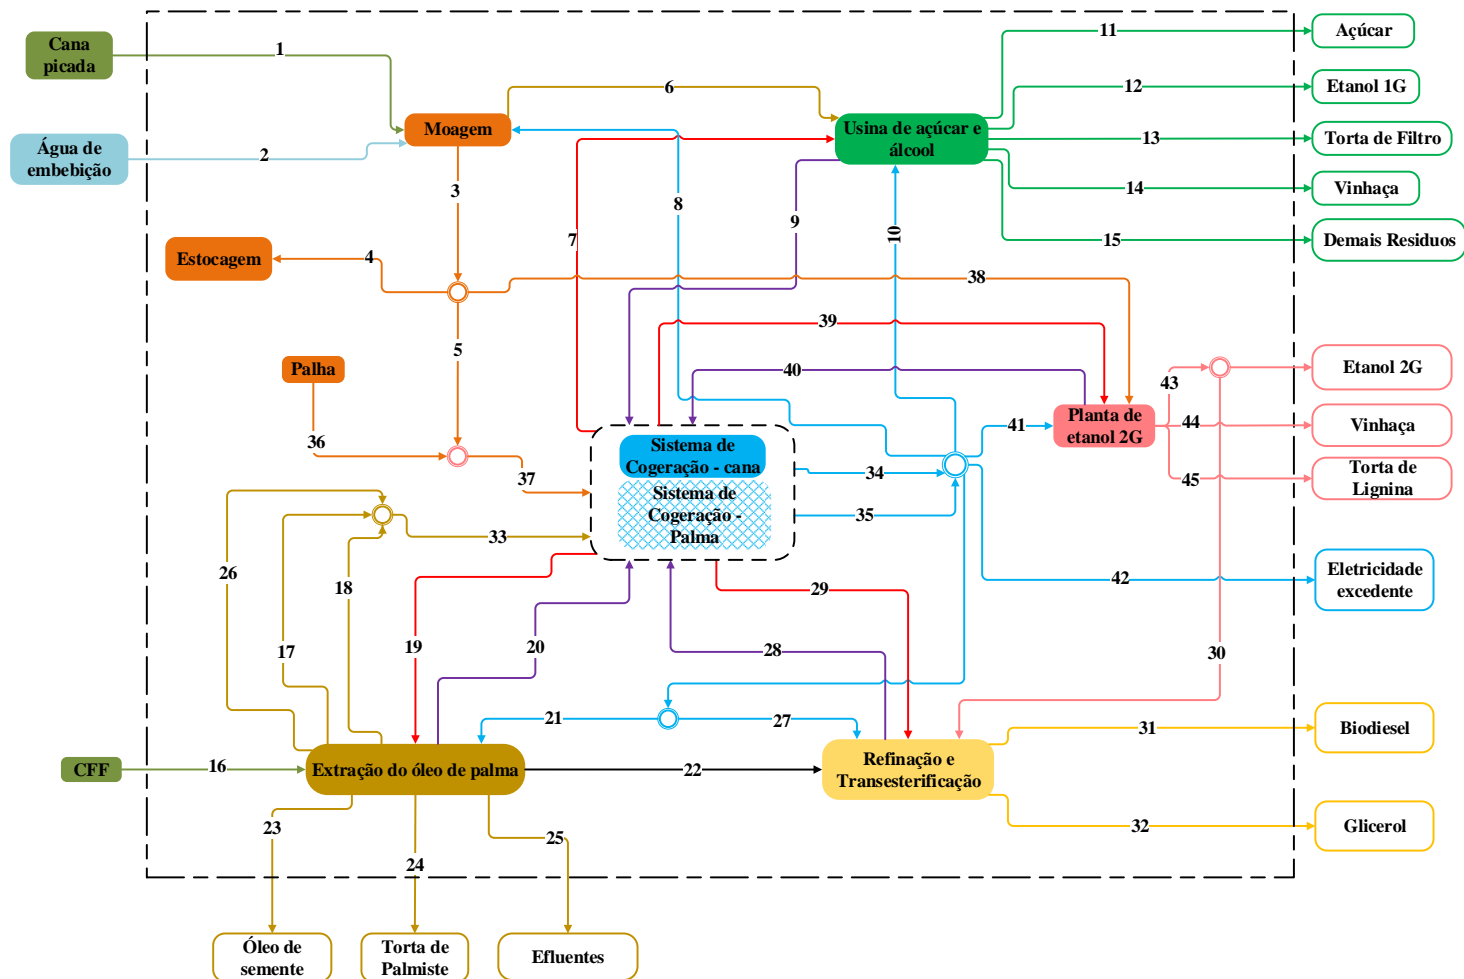 Cana
picada
1
11
Açúcar
6
12
Etanol 1G
Moagem
Usina de açúcar e
álcool
13
Torta de Filtro
Água de
embebição
2
3
8
9
10
7
14
Vinhaça
15
Demais Residuos
Estocagem
4
38
39
5
Palha
40
43
Etanol 2G
36
37
Planta de
etanol 2G
41
44
Vinhaça
45
Torta de
Lignina
Sistema de
Cogeração - cana
34
Sistema de
Cogeração -
Palma
35
33
26
18
17
29
42
Eletricidade
excedente
19
20
28
30
21
27
31
Biodiesel
CFF
16
Extração do óleo de palma
22
Refinação e
Transesterificação
32
Glicerol
23
24
25
Óleo de
semente
Torta de
Palmiste
Efluentes